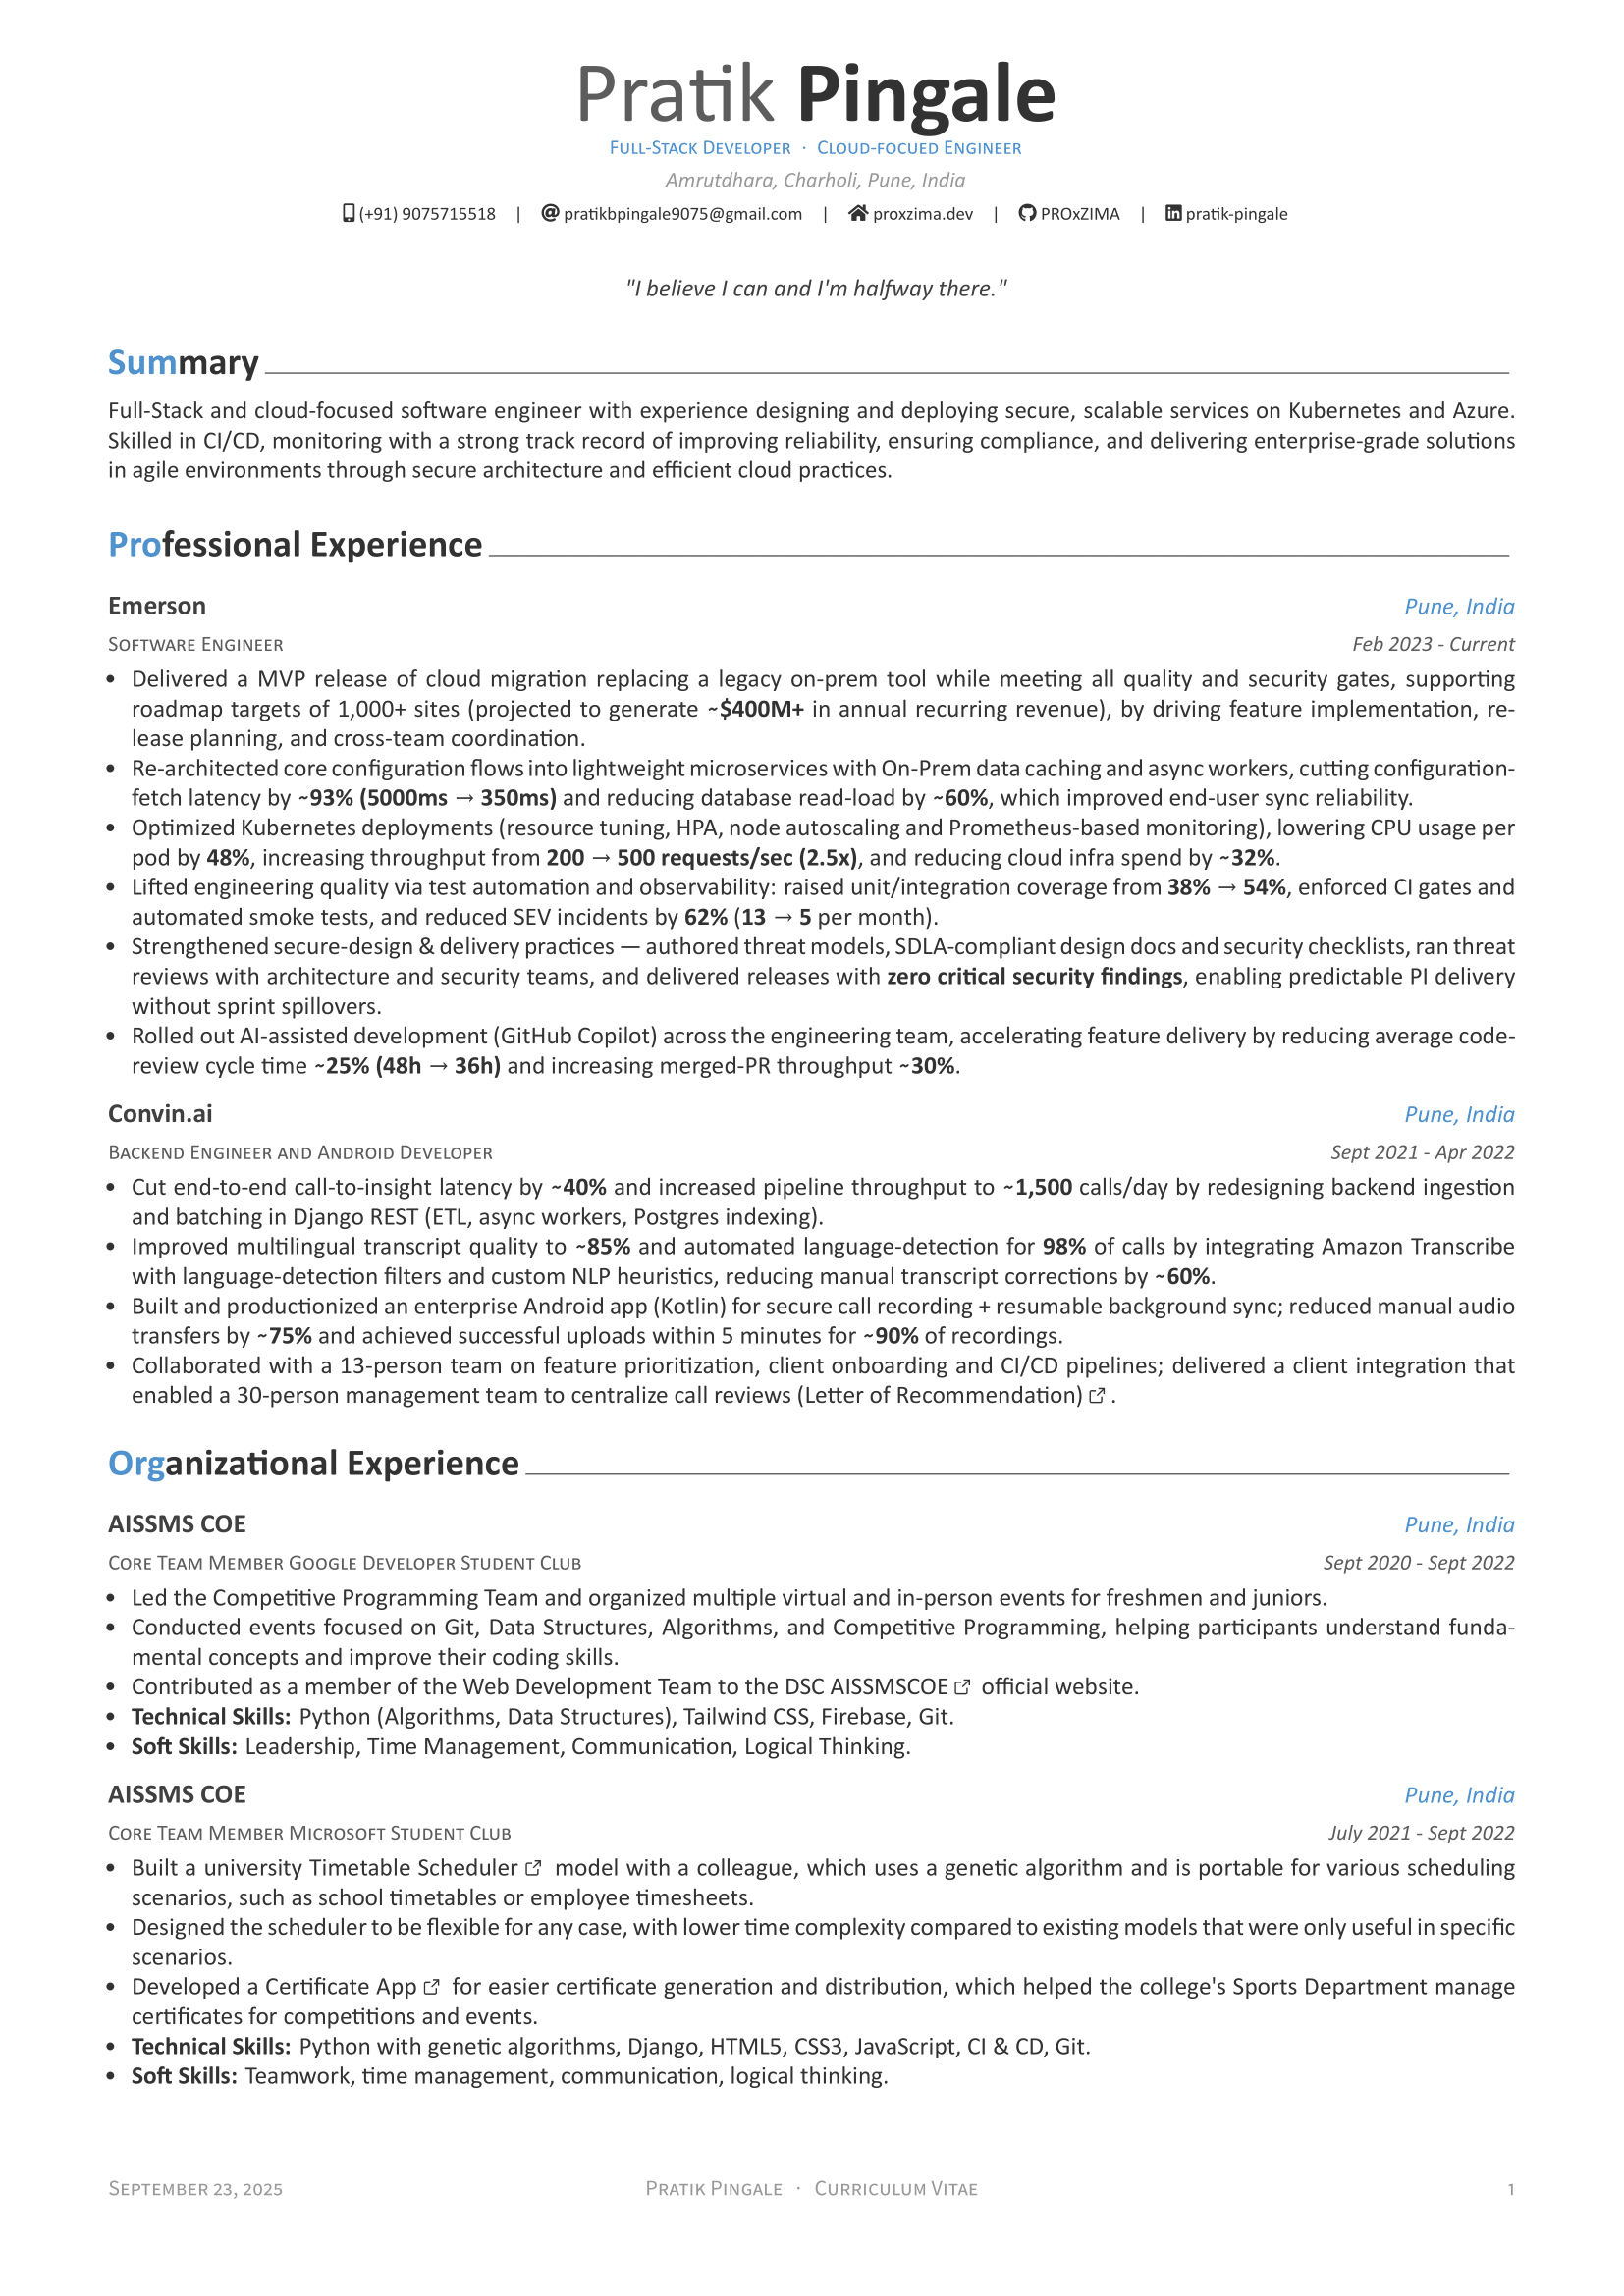 Pratik Pingale
Full-Stack Developer · Cloud-focued Engineer
Amrutdhara, Charholi, Pune, India
(+91) 9075715518 | pratikbpingale9075@gmail.com | proxzima.dev | PROxZIMA | pratik-pingale
"I believe I can and I'm halfway there."
Summary
Full-Stack and cloud-focused software engineer with experience designing and deploying secure, scalable services on Kubernetes and Azure.
Skilled in CI/CD, monitoring with a strong track record of improving reliability, ensuring compliance, and delivering enterprise-grade solutions
in agile environments through secure architecture and efficient cloud practices.
Professional Experience
Emerson Pune, India
Software Engineer Feb 2023 - Current
• Delivered a MVP release of cloud migration replacing a legacy on-prem tool while meeting all quality and security gates, supporting
roadmap targets of 1,000+ sites (projected to generate ~$400M+ in annual recurring revenue), by driving feature implementation, re-
lease planning, and cross-team coordination.
• Re-architected core configuration flows into lightweight microservices with On-Prem data caching and async workers, cutting configuration-
fetch latency by ~93% (5000ms → 350ms) and reducing database read-load by ~60%, which improved end-user sync reliability.
• Optimized Kubernetes deployments (resource tuning, HPA, node autoscaling and Prometheus-based monitoring), lowering CPU usage per
pod by 48%, increasing throughput from 200 → 500 requests/sec (2.5x), and reducing cloud infra spend by ~32%.
• Lifted engineering quality via test automation and observability: raised unit/integration coverage from 38% → 54%, enforced CI gates and
automated smoke tests, and reduced SEV incidents by 62% (13 → 5 per month).
• Strengthened secure-design & delivery practices — authored threat models, SDLA-compliant design docs and security checklists, ran threat
reviews with architecture and security teams, and delivered releases with zero critical security findings, enabling predictable PI delivery
without sprint spillovers.
• Rolled out AI-assisted development (GitHub Copilot) across the engineering team, accelerating feature delivery by reducing average code-
review cycle time ~25% (48h → 36h) and increasing merged-PR throughput ~30%.
Convin.ai Pune, India
Backend Engineer and Android Developer Sept 2021 - Apr 2022
• Cut end-to-end call-to-insight latency by ~40% and increased pipeline throughput to ~1,500 calls/day by redesigning backend ingestion
and batching in Django REST (ETL, async workers, Postgres indexing).
• Improved multilingual transcript quality to ~85% and automated language-detection for 98% of calls by integrating Amazon Transcribe
with language-detection filters and custom NLP heuristics, reducing manual transcript corrections by ~60%.
• Built and productionized an enterprise Android app (Kotlin) for secure call recording + resumable background sync; reduced manual audio
transfers by ~75% and achieved successful uploads within 5 minutes for ~90% of recordings.
• Collaborated with a 13-person team on feature prioritization, client onboarding and CI/CD pipelines; delivered a client integration that
enabled a 30-person management team to centralize call reviews (Letter of Recommendation) .
Organizational Experience
AISSMS COE Pune, India
Core Team Member Google Developer Student Club Sept 2020 - Sept 2022
• Led the Competitive Programming Team and organized multiple virtual and in-person events for freshmen and juniors.
• Conducted events focused on Git, Data Structures, Algorithms, and Competitive Programming, helping participants understand funda-
mental concepts and improve their coding skills.
• Contributed as a member of the Web Development Team to the DSC AISSMSCOE official website.
• Technical Skills: Python (Algorithms, Data Structures), Tailwind CSS, Firebase, Git.
• Soft Skills: Leadership, Time Management, Communication, Logical Thinking.
AISSMS COE Pune, India
Core Team Member Microsoft Student Club July 2021 - Sept 2022
• Built a university Timetable Scheduler model with a colleague, which uses a genetic algorithm and is portable for various scheduling
scenarios, such as school timetables or employee timesheets.
• Designed the scheduler to be flexible for any case, with lower time complexity compared to existing models that were only useful in specific
scenarios.
• Developed a Certificate App for easier certificate generation and distribution, which helped the college's Sports Department manage
certificates for competitions and events.
• Technical Skills: Python with genetic algorithms, Django, HTML5, CSS3, JavaScript, CI & CD, Git.
• Soft Skills: Teamwork, time management, communication, logical thinking.
September 23, 2025 Pratik Pingale · Curriculum Vitae 1